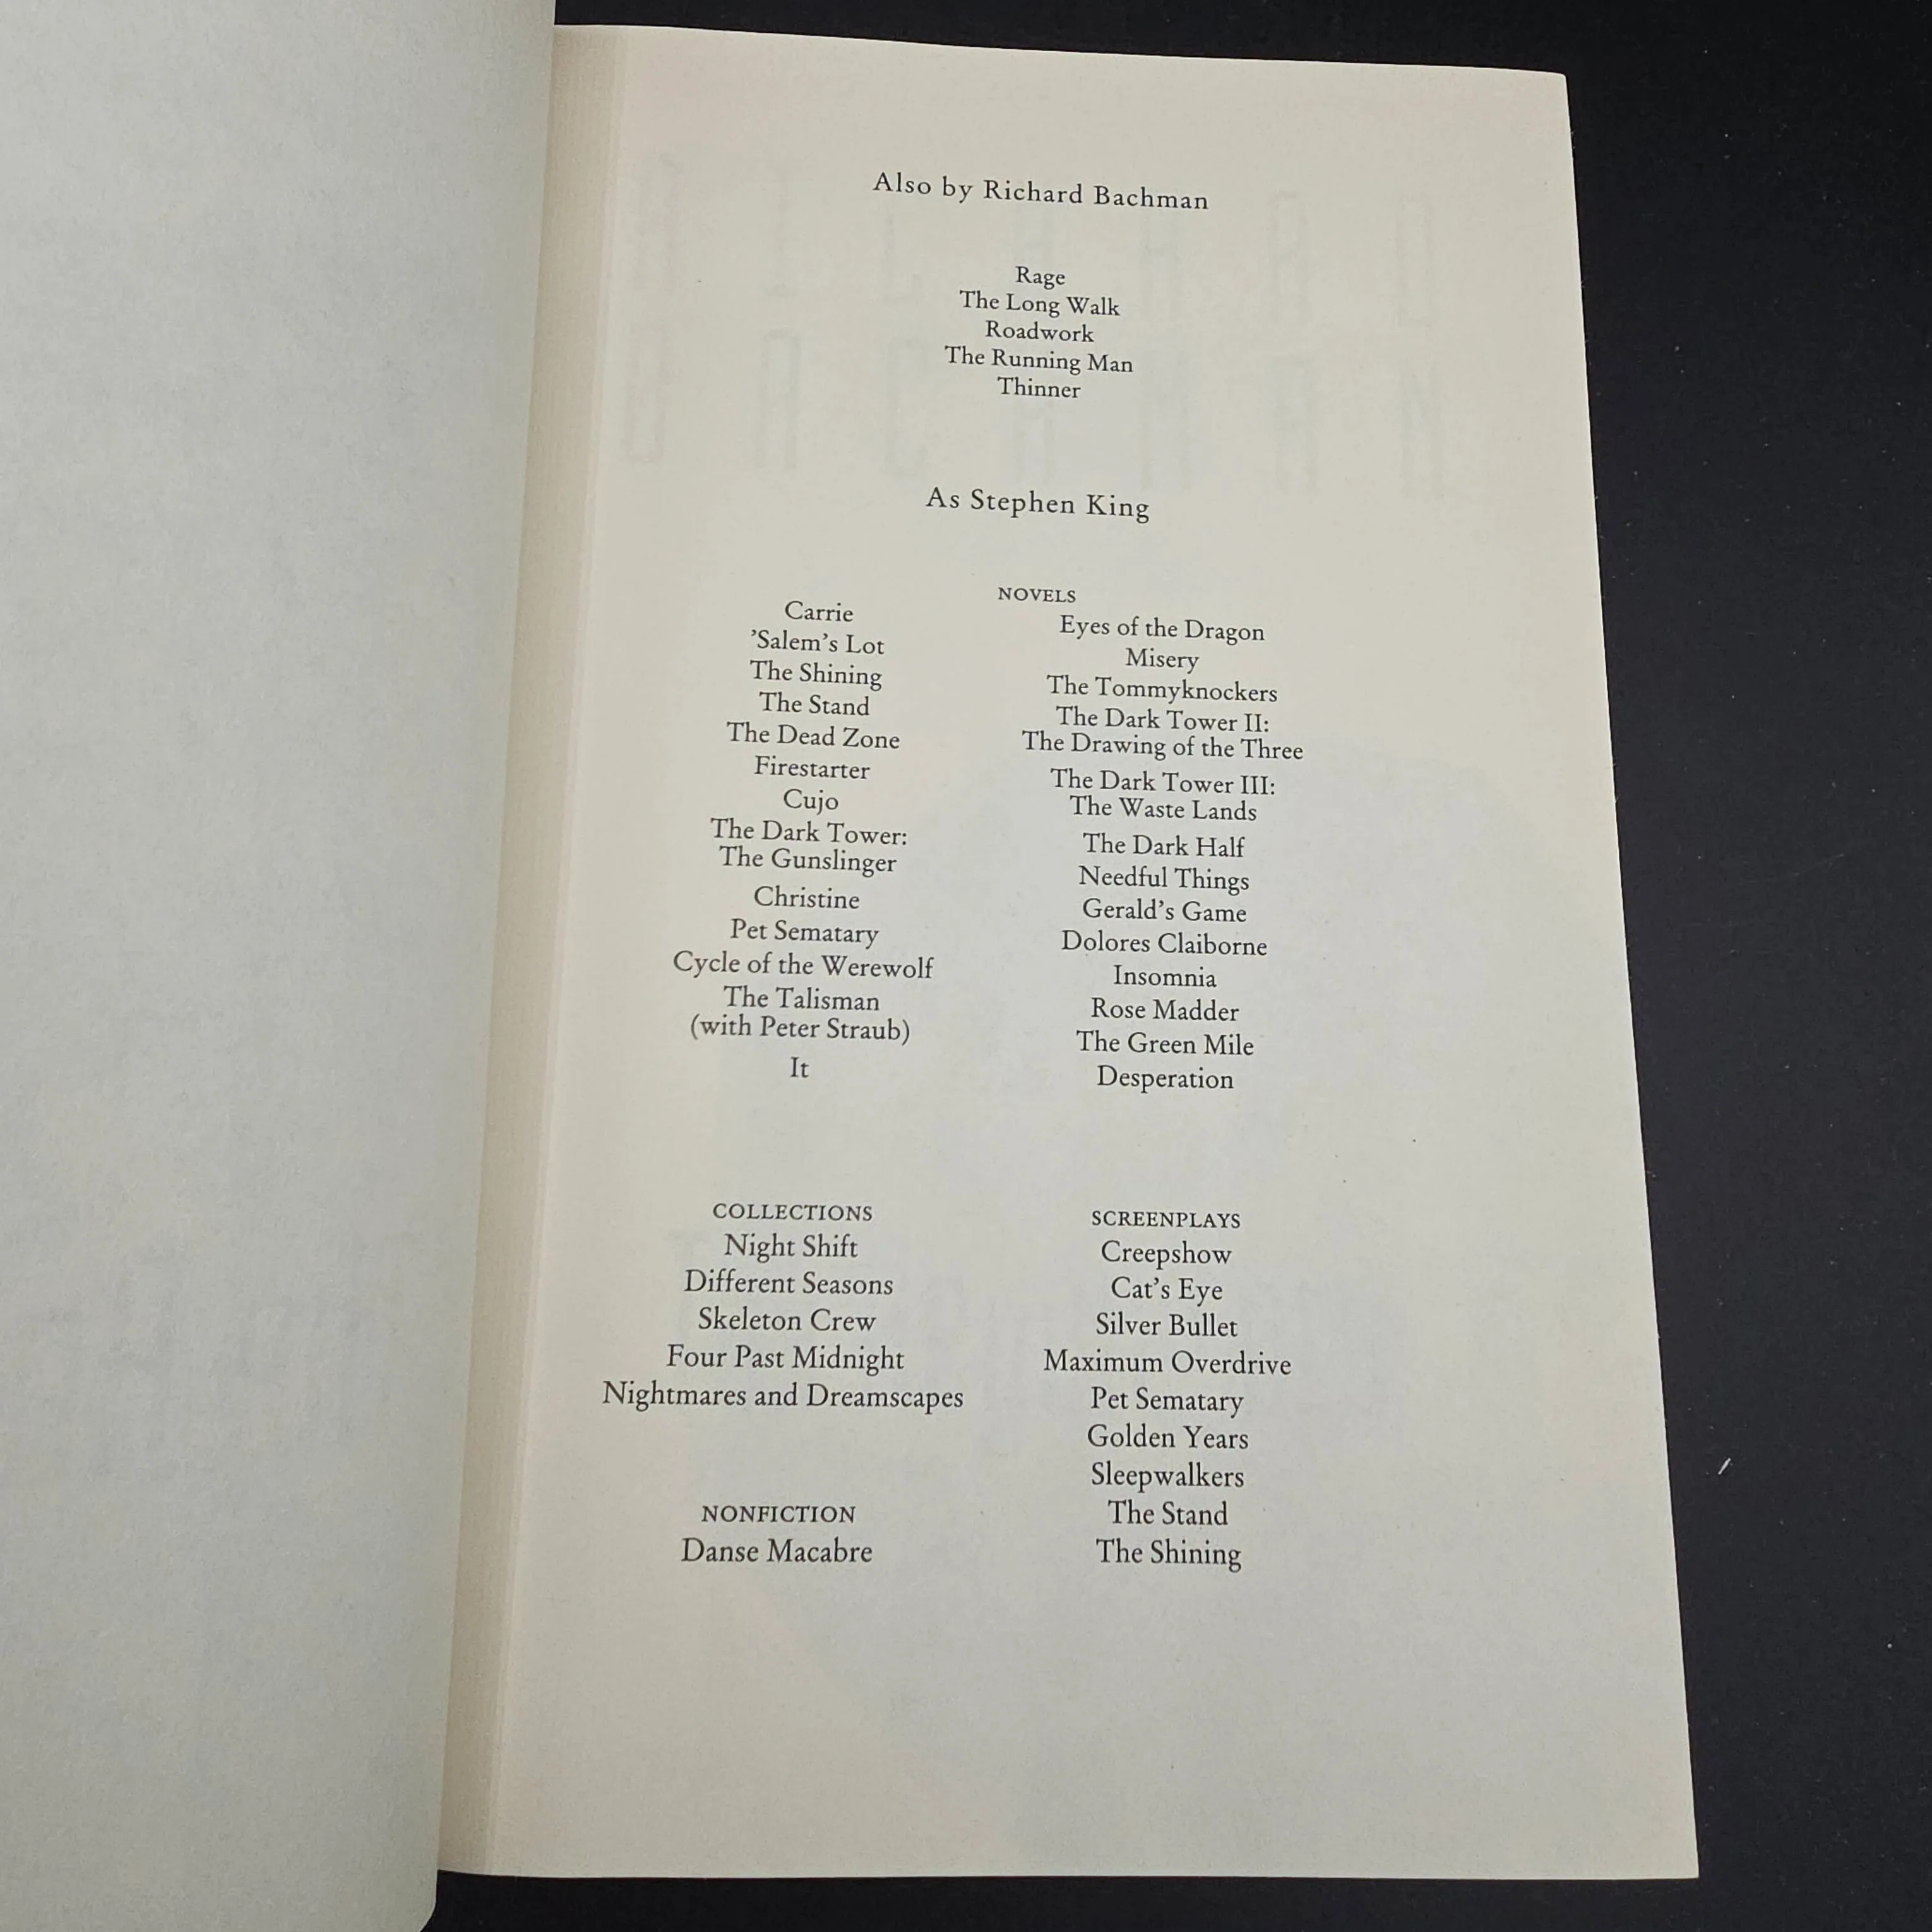 Also by Richard Bachman
Rage
The Long Walk
Roadwork
The Running Man
Thinner
As Stephen King
NOVELS
Carrie
'Salem's Lot
The Shining
The Stand
The Dead Zone
Firestarter
Cujo
The Dark Tower:
The Gunslinger
Christine
Pet Sematary
Cycle of the Werewolf
The Talisman
(with Peter Straub)
It
Eyes of the Dragon
Misery
The Tommyknockers
The Dark Tower II:
The Drawing of the Three
The Dark Tower III:
The Waste Lands
The Dark Half
Needful Things
Gerald's Game
Dolores Claiborne
Insomnia
Rose Madder
The Green Mile
Desperation
COLLECTIONS
Night Shift
Different Seasons
Skeleton Crew
Four Past Midnight
Nightmares and Dreamscapes
NONFICTION
Danse Macabre
SCREENPLAYS
Creepshow
Cat's Eye
Silver Bullet
Maximum Overdrive
Pet Sematary
Golden Years
Sleepwalkers
The Stand
The Shining